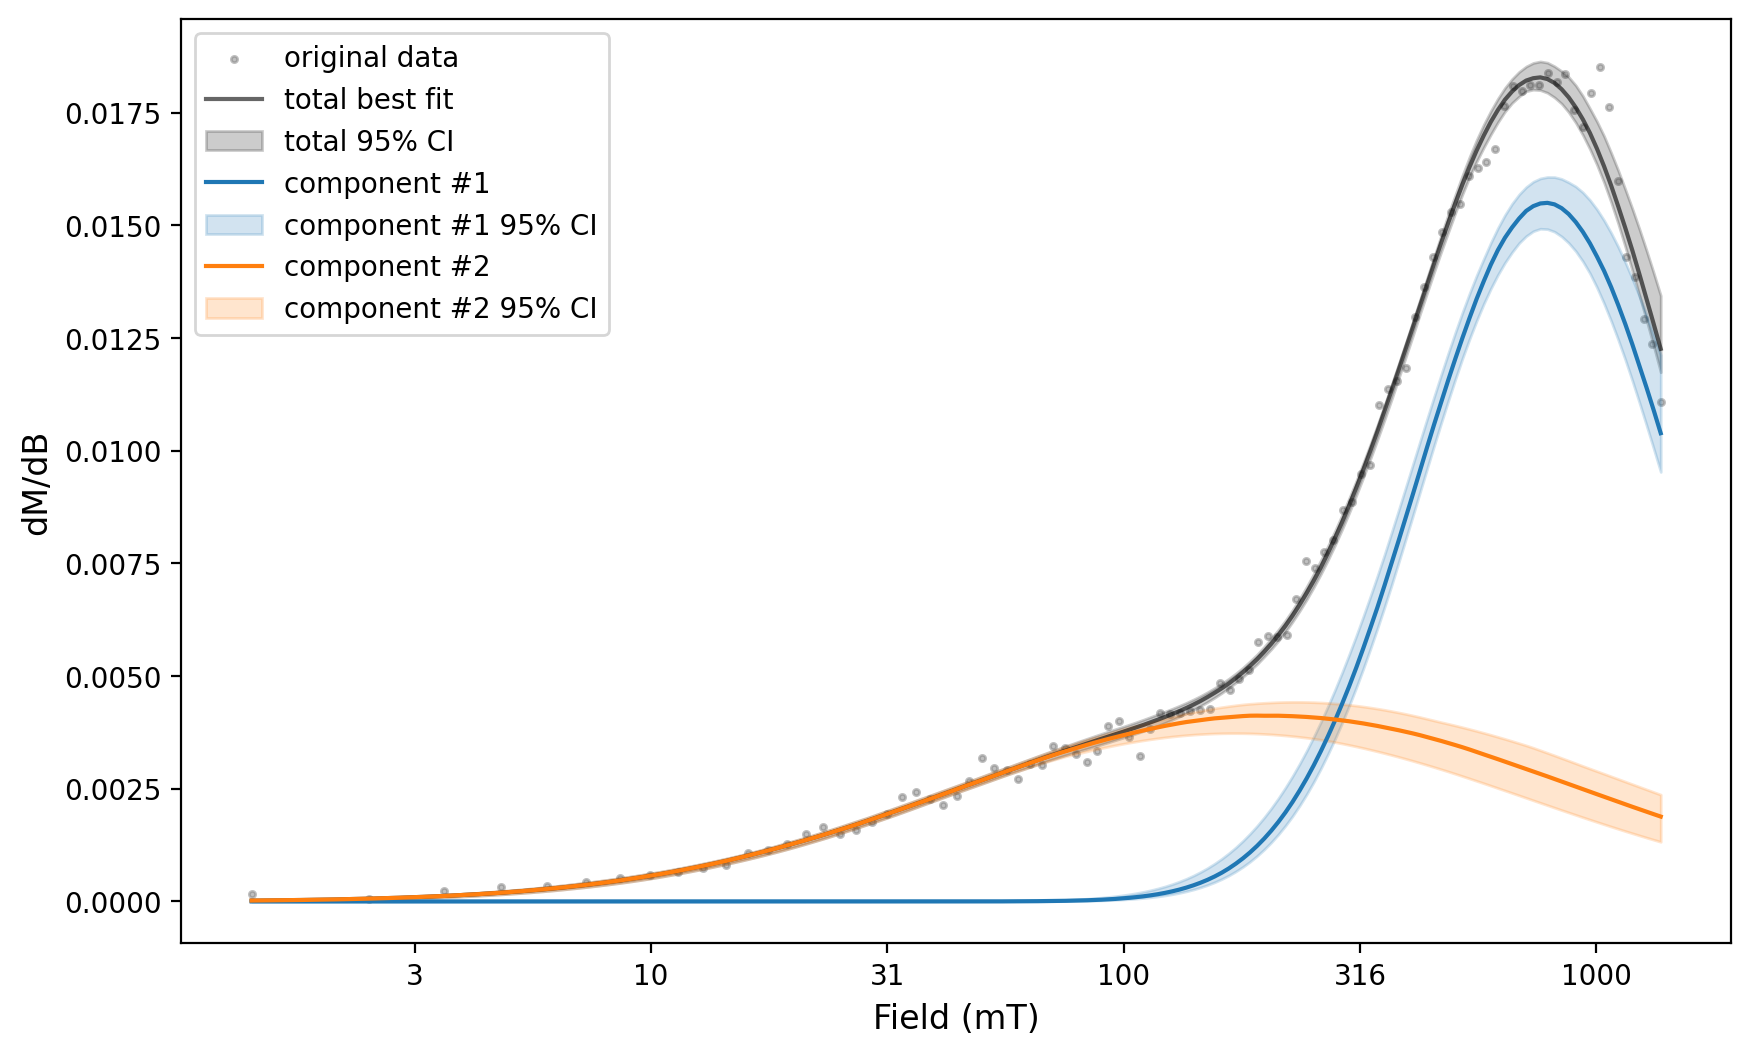 original data
total best fit
total 95% CI
component #1
component #1 95% CI
component #2
component #2 95% CI
dM/dB
0.0175
0.0150
0.0125
0.0100
0.0075
0.0050
0.0025
0.0000
3 10 31 100 316 1000
Field (mT)